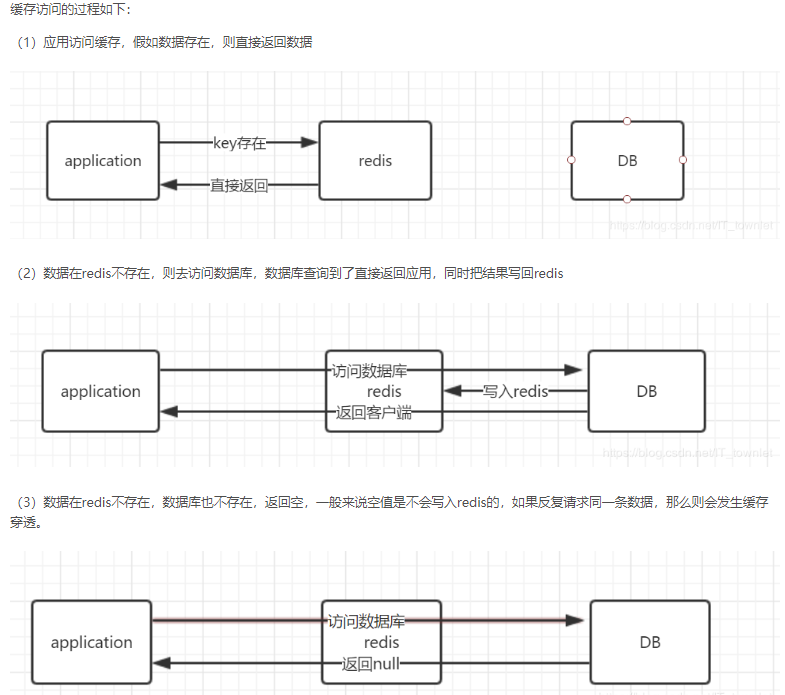 缓存访问的过程如下：
（1）应用访问缓存，假如数据存在，则直接返回数据
key存在
application
redis
DB
直接返回
https://blog.csdn.net/IT_townlet
（2）数据在redis不存在，则去访问数据库，数据库查询到了直接返回应用，同时把结果写回redis
访问数据库
application
redis
写入redis
DB
返回客户端
https://blog.csdn.net/IT_townlet
（3）数据在redis不存在，数据库也不存在，返回空，一般来说空值是不会写入redis的，如果反复请求同一条数据，那么则会发生缓存
穿透。
访问数据库
application
redis
DB
返回null